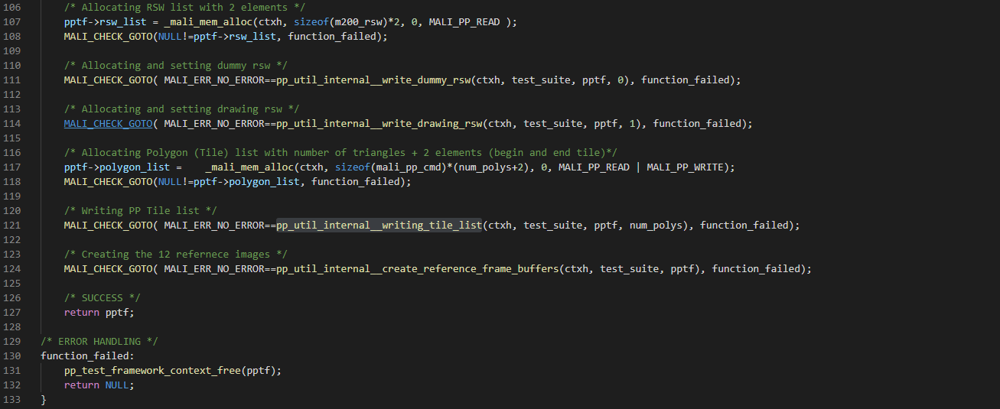 106 /* Allocating RSW list with 2 elements */
107 pptf->rsw_list = _mali_mem_alloc(ctxh, sizeof(m200_rsw)*2, 0, MALI_PP_READ );
108 MALI_CHECK_GOTO(NULL!=pptf->rsw_list, function_failed);
109
110 /* Allocating and setting dummy rsw */
111 MALI_CHECK_GOTO( MALI_ERR_NO_ERROR==pp_util_internal__write_dummy_rsw(ctxh, test_suite, pptf, 0), function_failed);
112
113 /* Allocating and setting drawing rsw */
114 MALI_CHECK_GOTO( MALI_ERR_NO_ERROR==pp_util_internal__write_drawing_rsw(ctxh, test_suite, pptf, 1), function_failed);
115
116 /* Allocating Polygon (Tile) list with number of triangles + 2 elements (begin and end tile)*/
117 pptf->polygon_list =    _mali_mem_alloc(ctxh, sizeof(mali_pp_cmd)*(num_polys+2), 0, MALI_PP_READ | MALI_PP_WRITE);
118 MALI_CHECK_GOTO(NULL!=pptf->polygon_list, function_failed);
119
120 /* Writing PP Tile list */
121 MALI_CHECK_GOTO( MALI_ERR_NO_ERROR==pp_util_internal__writing_tile_list(ctxh, test_suite, pptf, num_polys), function_failed);
122
123 /* Creating the 12 refernece images */
124 MALI_CHECK_GOTO( MALI_ERR_NO_ERROR==pp_util_internal__create_reference_frame_buffers(ctxh, test_suite, pptf), function_failed);
125
126 /* SUCCESS */
127 return pptf;
128
129 /* ERROR HANDLING */
130 function_failed:
131 pp_test_framework_context_free(pptf);
132 return NULL;
133 }